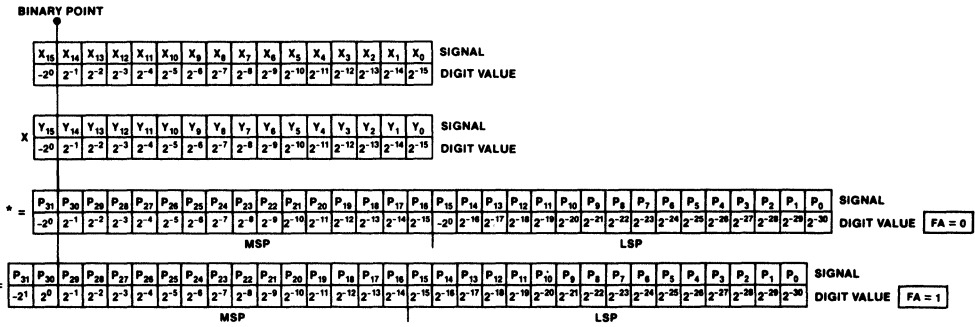 BINARY POINT
X₁₅ X₁₄ X₁₃ X₁₂ X₁₁ X₁₀ X₉ X₈ X₇ X₆ X₅ X₄ X₃ X₂ X₁ X₀ SIGNAL
-2⁰ 2⁻¹ 2⁻² 2⁻³ 2⁻⁴ 2⁻⁵ 2⁻⁶ 2⁻⁷ 2⁻⁸ 2⁻⁹ 2⁻¹⁰ 2⁻¹¹ 2⁻¹² 2⁻¹³ 2⁻¹⁴ 2⁻¹⁵ DIGIT VALUE
X Y₁₅ Y₁₄ Y₁₃ Y₁₂ Y₁₁ Y₁₀ Y₉ Y₈ Y₇ Y₆ Y₅ Y₄ Y₃ Y₂ Y₁ Y₀ SIGNAL
-2⁰ 2⁻¹ 2⁻² 2⁻³ 2⁻⁴ 2⁻⁵ 2⁻⁶ 2⁻⁷ 2⁻⁸ 2⁻⁹ 2⁻¹⁰ 2⁻¹¹ 2⁻¹² 2⁻¹³ 2⁻¹⁴ 2⁻¹⁵ DIGIT VALUE
* = P₃₁ P₃₀ P₂₉ P₂₈ P₂₇ P₂₆ P₂₅ P₂₄ P₂₃ P₂₂ P₂₁ P₂₀ P₁₉ P₁₈ P₁₇ P₁₆ P₁₅ P₁₄ P₁₃ P₁₂ P₁₁ P₁₀ P₉ P₈ P₇ P₆ P₅ P₄ P₃ P₂ P₁ P₀ SIGNAL
-2⁰ 2⁻¹ 2⁻² 2⁻³ 2⁻⁴ 2⁻⁵ 2⁻⁶ 2⁻⁷ 2⁻⁸ 2⁻⁹ 2⁻¹⁰ 2⁻¹¹ 2⁻¹² 2⁻¹³ 2⁻¹⁴ 2⁻¹⁵ -2⁰ 2⁻¹⁶ 2⁻¹⁷ 2⁻¹⁸ 2⁻¹⁹ 2⁻²⁰ 2⁻²¹ 2⁻²² 2⁻²³ 2⁻²⁴ 2⁻²⁵ 2⁻²⁶ 2⁻²⁷ 2⁻²⁸ 2⁻²⁹ 2⁻³⁰ DIGIT VALUE FA = 0
MSP LSP
= P₃₁ P₃₀ P₂₉ P₂₈ P₂₇ P₂₆ P₂₅ P₂₄ P₂₃ P₂₂ P₂₁ P₂₀ P₁₉ P₁₈ P₁₇ P₁₆ P₁₅ P₁₄ P₁₃ P₁₂ P₁₁ P₁₀ P₉ P₈ P₇ P₆ P₅ P₄ P₃ P₂ P₁ P₀ SIGNAL
-2¹ 2⁰ 2⁻¹ 2⁻² 2⁻³ 2⁻⁴ 2⁻⁵ 2⁻⁶ 2⁻⁷ 2⁻⁸ 2⁻⁹ 2⁻¹⁰ 2⁻¹¹ 2⁻¹² 2⁻¹³ 2⁻¹⁴ 2⁻¹⁵ 2⁻¹⁶ 2⁻¹⁷ 2⁻¹⁸ 2⁻¹⁹ 2⁻²⁰ 2⁻²¹ 2⁻²² 2⁻²³ 2⁻²⁴ 2⁻²⁵ 2⁻²⁶ 2⁻²⁷ 2⁻²⁸ 2⁻²⁹ 2⁻³⁰ DIGIT VALUE FA = 1
MSP LSP